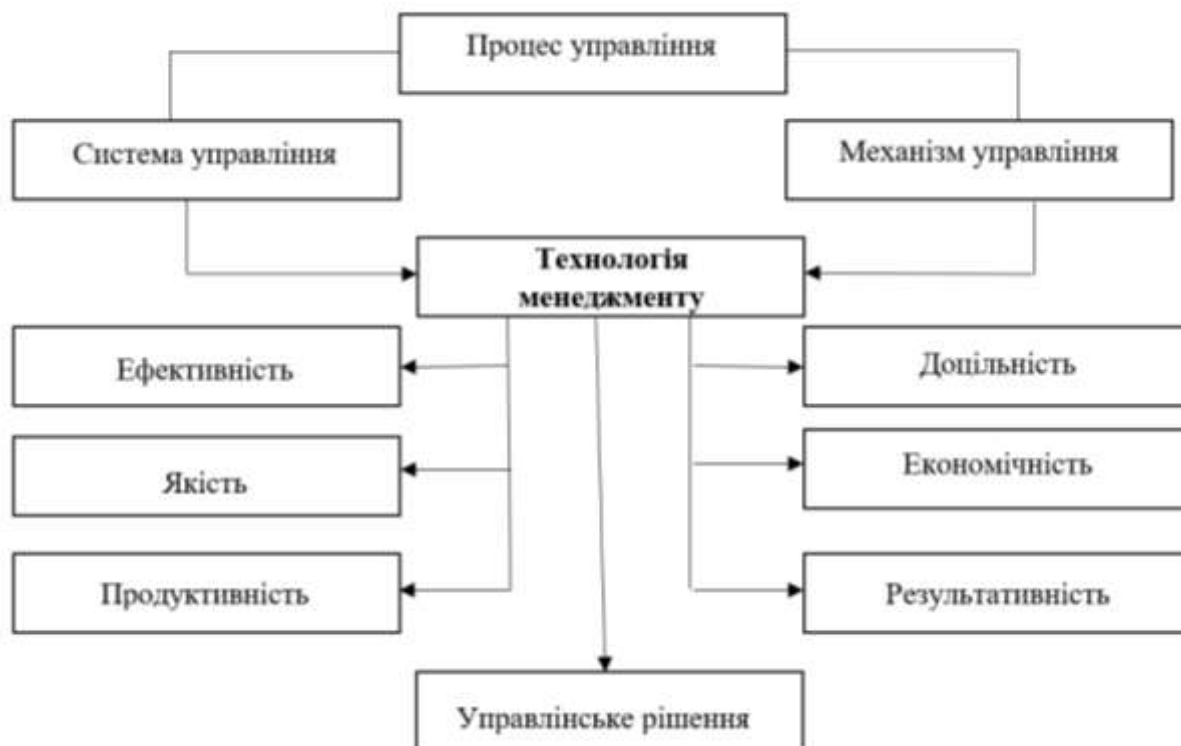 Процес управління
Система управління
Механізм управління
Технологія
менеджменту
Ефективність
Доцільність
Якість
Економічність
Продуктивність
Результативність
Управлінське рішення